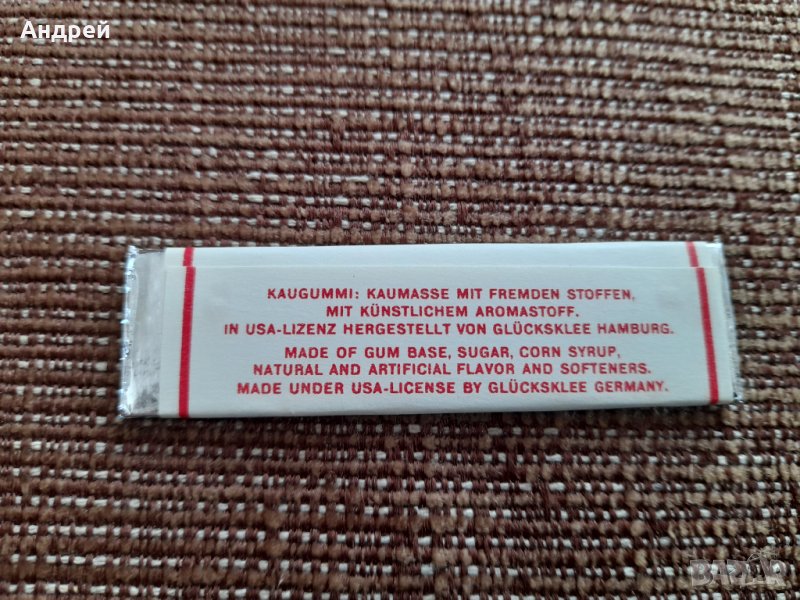 Андрей
KAUGUMMI: KAUMASSE MIT FREMDEN STOFFEN,
MIT KÜNSTLICHEM AROMASTOFF.
IN USA-LIZENZ HERGESTELLT VON GLÜCKSKLEE HAMBURG.
MADE OF GUM BASE, SUGAR, CORN SYRUP,
NATURAL AND ARTIFICIAL FLAVOR AND SOFTENERS.
MADE UNDER USA-LICENSE BY GLÜCKSKLEE GERMANY.